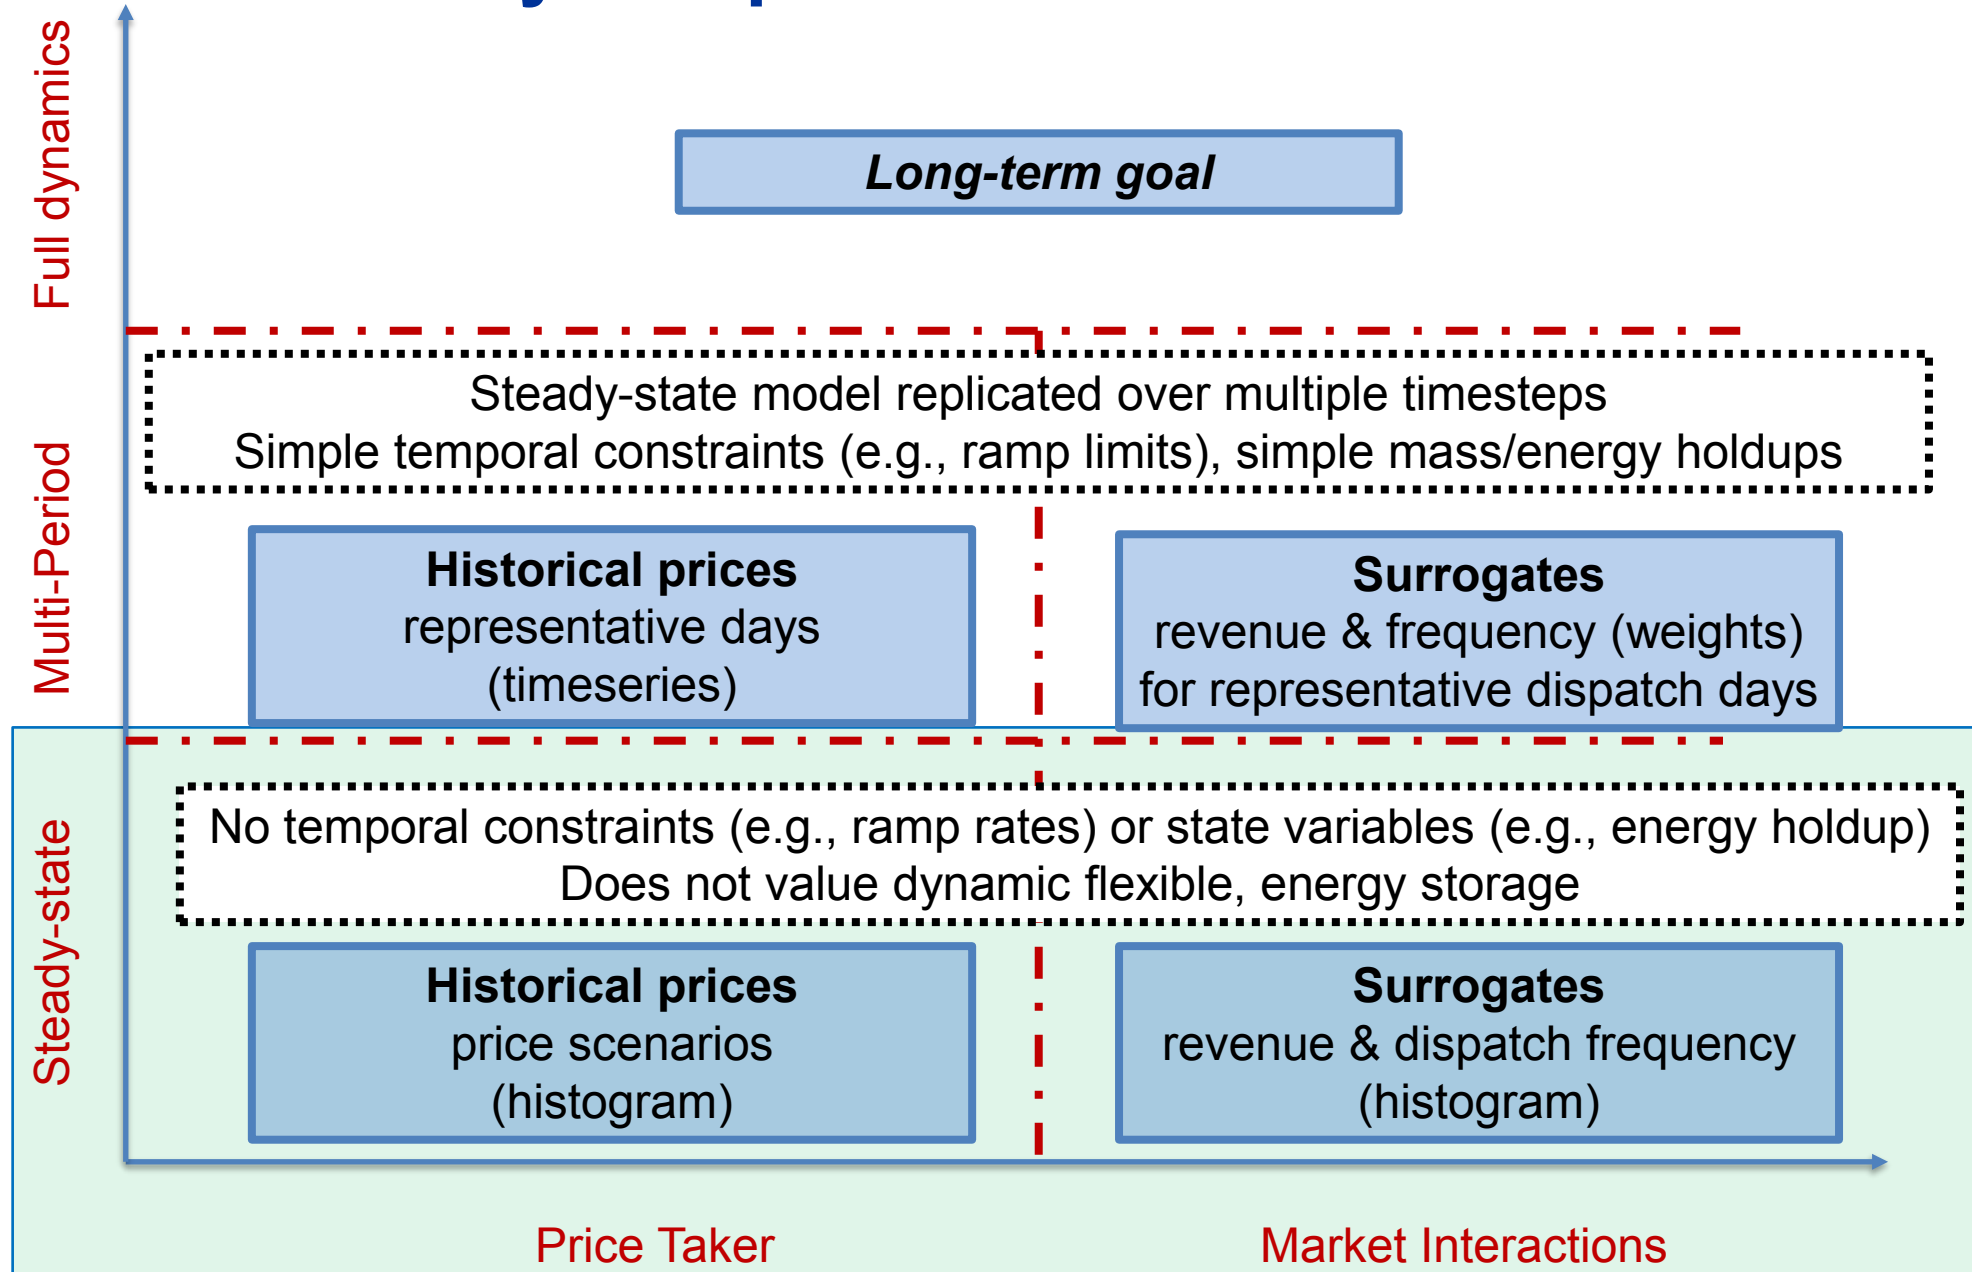 Full dynamics
Long-term goal
Steady-state model replicated over multiple timesteps
Simple temporal constraints (e.g., ramp limits), simple mass/energy holdups
Multi-Period
Historical prices
representative days
(timeseries)
Surrogates
revenue & frequency (weights)
for representative dispatch days
No temporal constraints (e.g., ramp rates) or state variables (e.g., energy holdup)
Does not value dynamic flexible, energy storage
Steady-state
Historical prices
price scenarios
(histogram)
Surrogates
revenue & dispatch frequency
(histogram)
Price Taker
Market Interactions